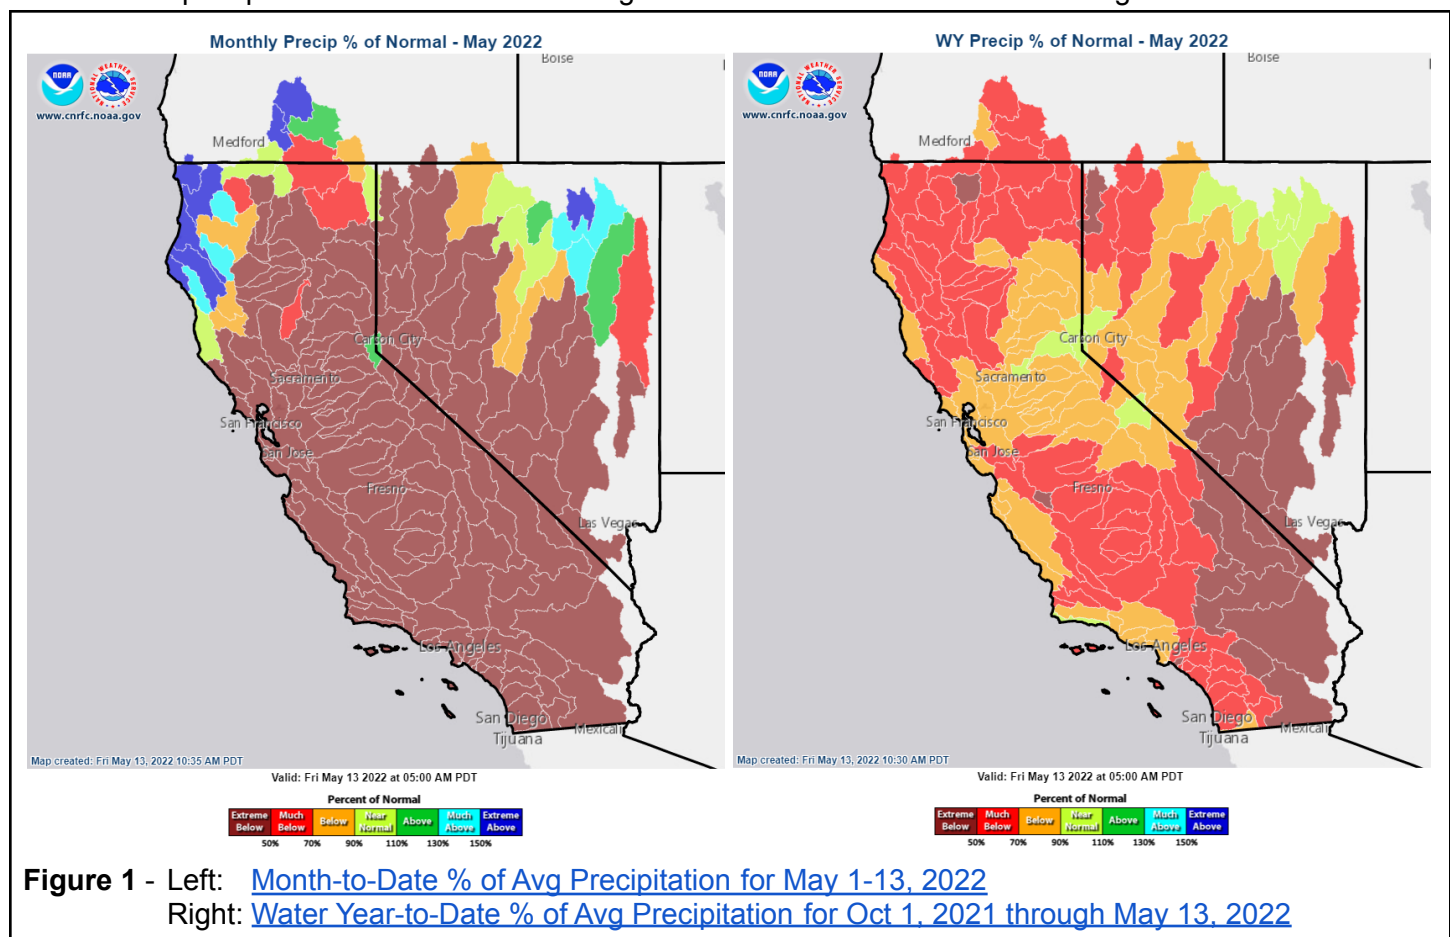 Monthly Precip % of Normal - May 2022
NOAA
NATIONAL WEATHER SERVICE
www.cnrfc.noaa.gov
Boise
Medford
Carson City
Sacramento
San Francisco
San Jose
Fresno
Las Vegas
Los Angeles
San Diego
Mexicali
Tijuana
Map created: Fri May 13, 2022 10:35 AM PDT
Valid: Fri May 13 2022 at 05:00 AM PDT
Percent of Normal
Extreme Below Much Below Below Near Normal Above Much Above Extreme Above
50% 70% 90% 110% 130% 150%
WY Precip % of Normal - May 2022
NOAA
NATIONAL WEATHER SERVICE
www.cnrfc.noaa.gov
Boise
Medford
Carson City
Sacramento
San Francisco
San Jose
Fresno
Las Vegas
Los Angeles
San Diego
Mexicali
Tijuana
Map created: Fri May 13, 2022 10:30 AM PDT
Valid: Fri May 13 2022 at 05:00 AM PDT
Percent of Normal
Extreme Below Much Below Below Near Normal Above Much Above Extreme Above
50% 70% 90% 110% 130% 150%
Figure 1 - Left: Month-to-Date % of Avg Precipitation for May 1-13, 2022
Right: Water Year-to-Date % of Avg Precipitation for Oct 1, 2021 through May 13, 2022